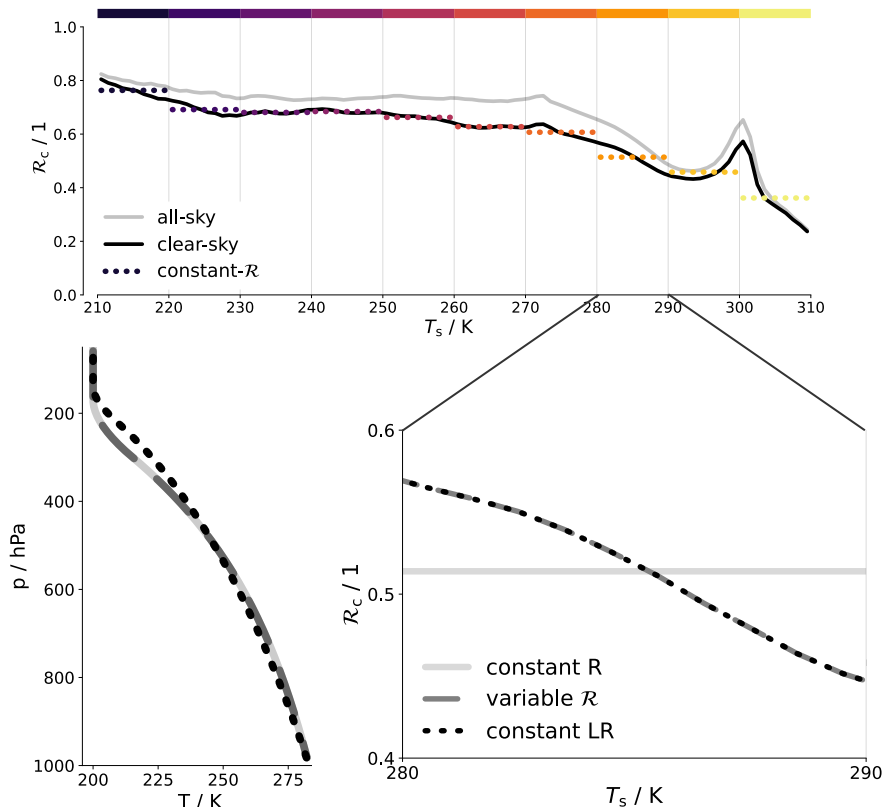 1.0
0.8
0.6
0.4
0.2
0.0
ℛc / 1
all-sky
clear-sky
constant-ℛ
210 220 230 240 250 260 270 280 290 300 310
Ts / K
200
400
600
800
1000
p / hPa
200 225 250 275
T / K
0.6
0.5
0.4
ℛc / 1
constant R
variable ℛ
constant LR
280 290
Ts / K